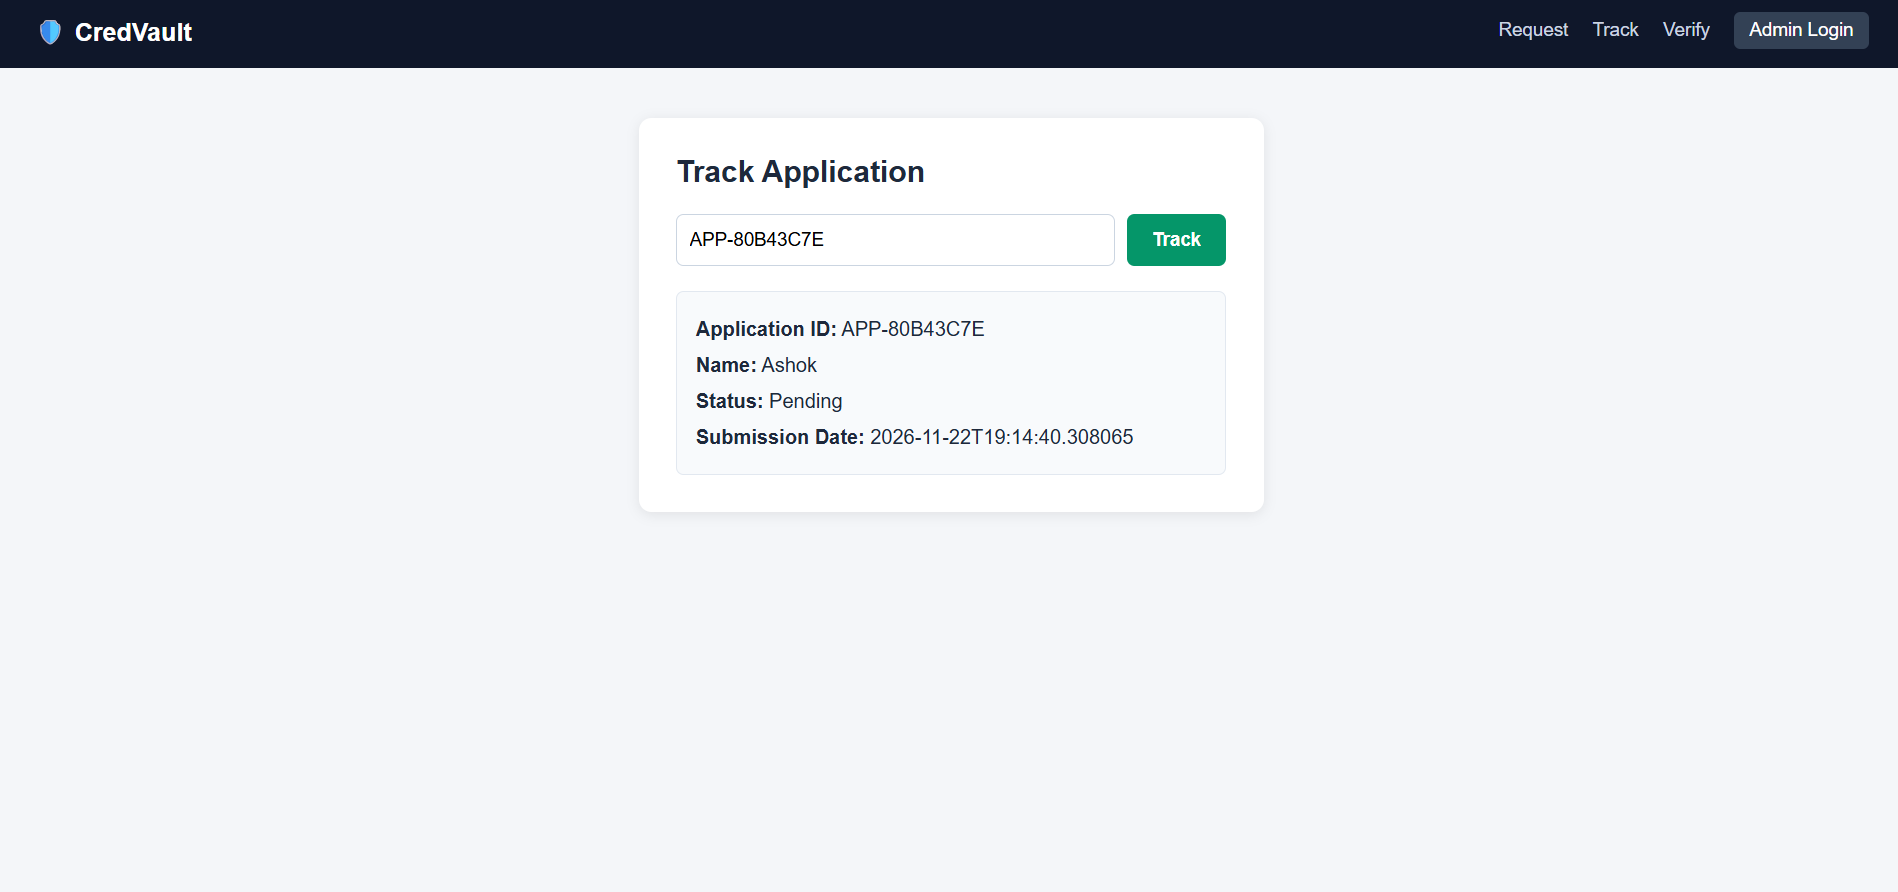 CredVault
Request Track Verify Admin Login
Track Application
APP-80B43C7E Track
Application ID: APP-80B43C7E
Name: Ashok
Status: Pending
Submission Date: 2026-11-22T19:14:40.308065